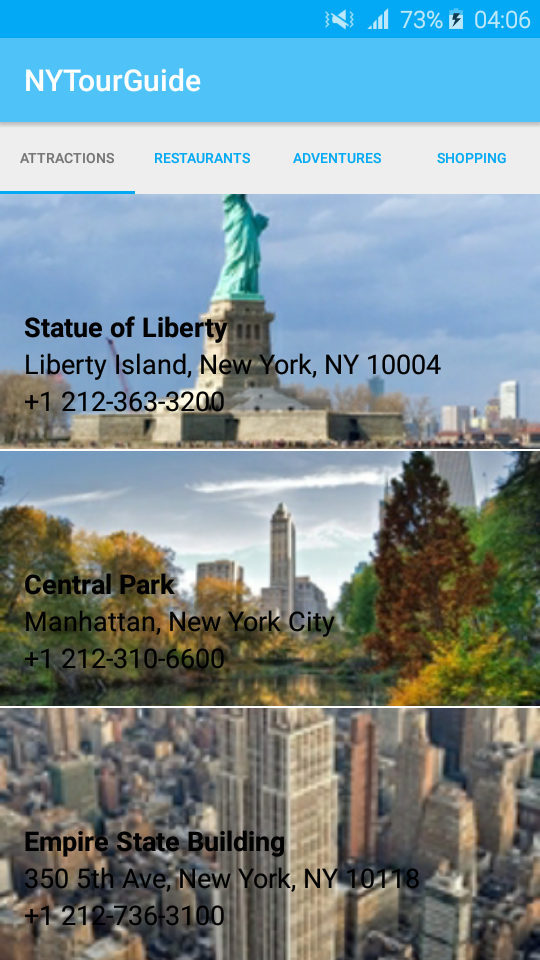 73% 04:06
NYTourGuide
ATTRACTIONS RESTAURANTS ADVENTURES SHOPPING
Statue of Liberty
Liberty Island, New York, NY 10004
+1 212-363-3200
Central Park
Manhattan, New York City
+1 212-310-6600
Empire State Building
350 5th Ave, New York, NY 10118
+1 212-736-3100